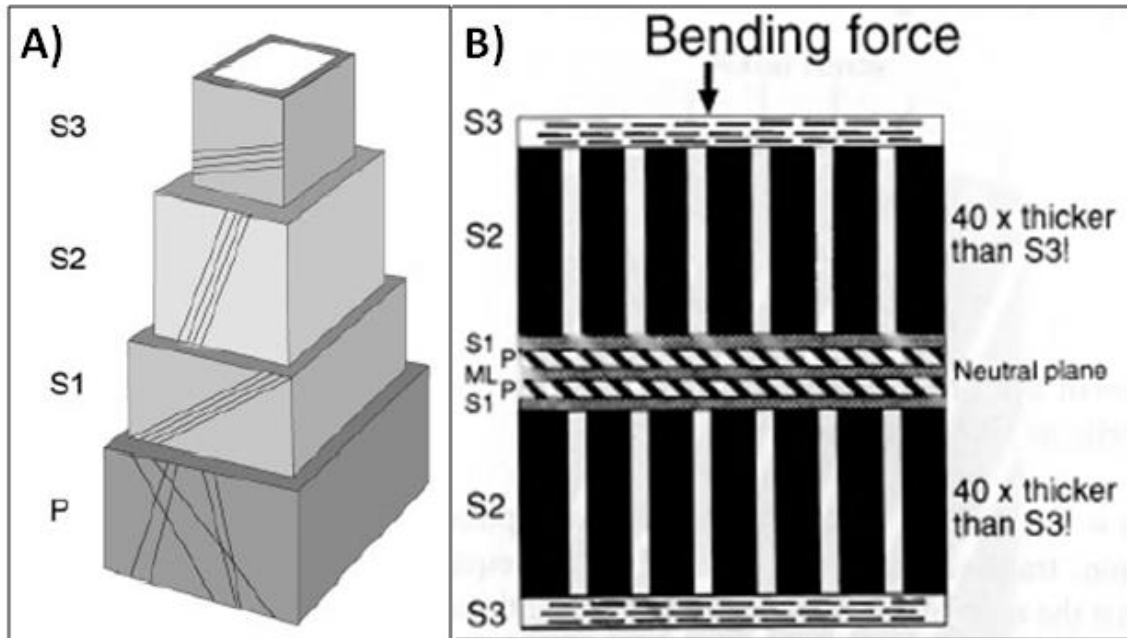 A)
S3
S2
S1
P
B)
Bending force
S3
S2
40 x thicker
than S3!
S1
P
ML
P
S1
Neutral plane
S2
40 x thicker
than S3!
S3